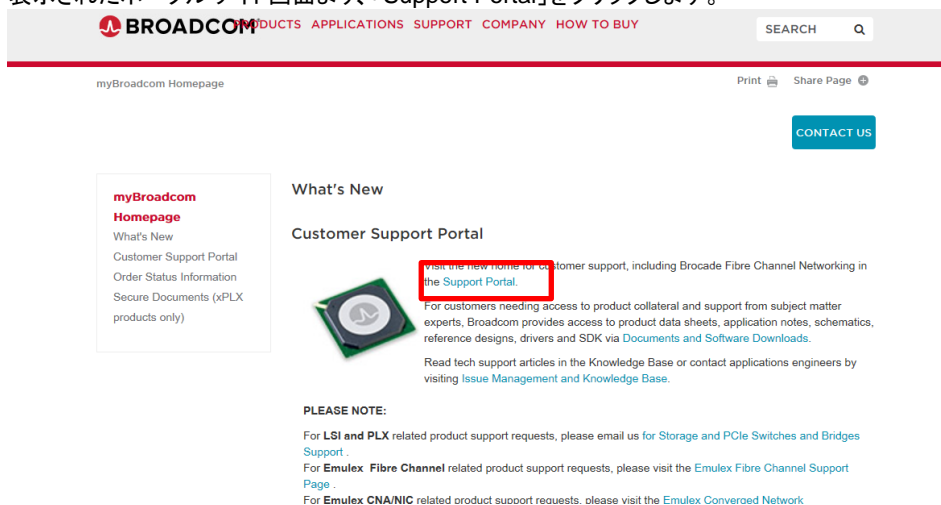 表示されたポータルサイト画面より、「Support Portal」をクリックします。
BROADCOM
PRODUCTS APPLICATIONS SUPPORT COMPANY HOW TO BUY
SEARCH
myBroadcom Homepage
Print
Share Page
CONTACT US
myBroadcom
Homepage
What's New
Customer Support Portal
Order Status Information
Secure Documents (xPLX
products only)
What's New
Customer Support Portal
Visit the new home for customer support, including Brocade Fibre Channel Networking in
the Support Portal.
For customers needing access to product collateral and support from subject matter
experts, Broadcom provides access to product data sheets, application notes, schematics,
reference designs, drivers and SDK via Documents and Software Downloads.
Read tech support articles in the Knowledge Base or contact applications engineers by
visiting Issue Management and Knowledge Base.
PLEASE NOTE:
For LSI and PLX related product support requests, please email us for Storage and PCIe Switches and Bridges
Support .
For Emulex Fibre Channel related product support requests, please visit the Emulex Fibre Channel Support
Page .
For Emulex CNA/NIC related product support requests, please visit the Emulex Converged Network